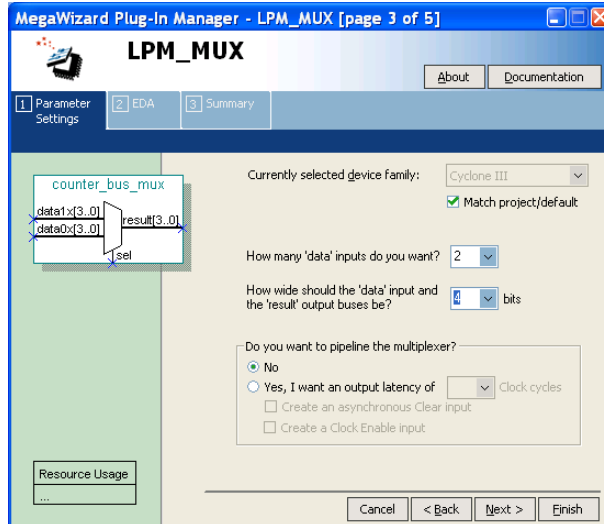 MegaWizard Plug-In Manager - LPM_MUX [page 3 of 5]
LPM_MUX
About
Documentation
1 Parameter Settings
2 EDA
3 Summary
counter_bus_mux
data1x[3..0]
data0x[3..0]
result[3..0]
sel
Currently selected device family:
Cyclone III
Match project/default
How many 'data' inputs do you want?
2
How wide should the 'data' input and
the 'result' output buses be?
4
bits
Do you want to pipeline the multiplexer?
No
Yes, I want an output latency of
Clock cycles
Create an asynchronous Clear input
Create a Clock Enable input
Resource Usage
...
Cancel
< Back
Next >
Finish